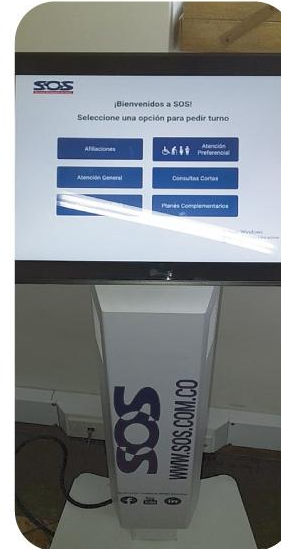 SOS
¡Bienvenidos a SOS!
Seleccione una opción para pedir turno
Afiliaciones
Atención
Preferencial
Atención General
Consultas Cortas
Planes Complementarios
SOS
WWW.SOS.COM.CO